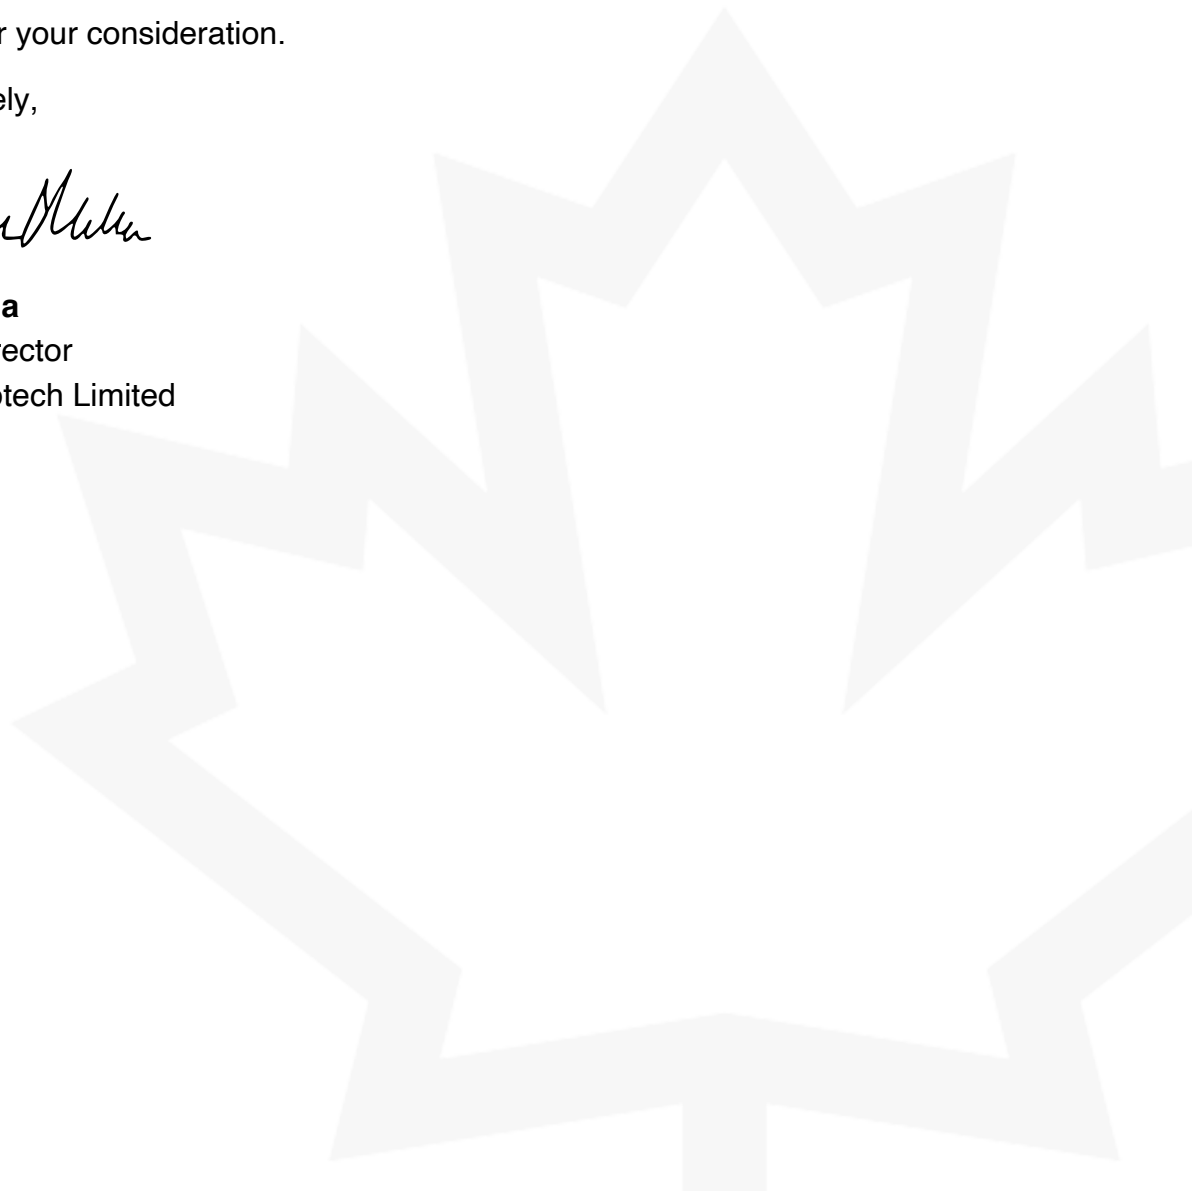 r your consideration.
ely,
a
rector
otech Limited